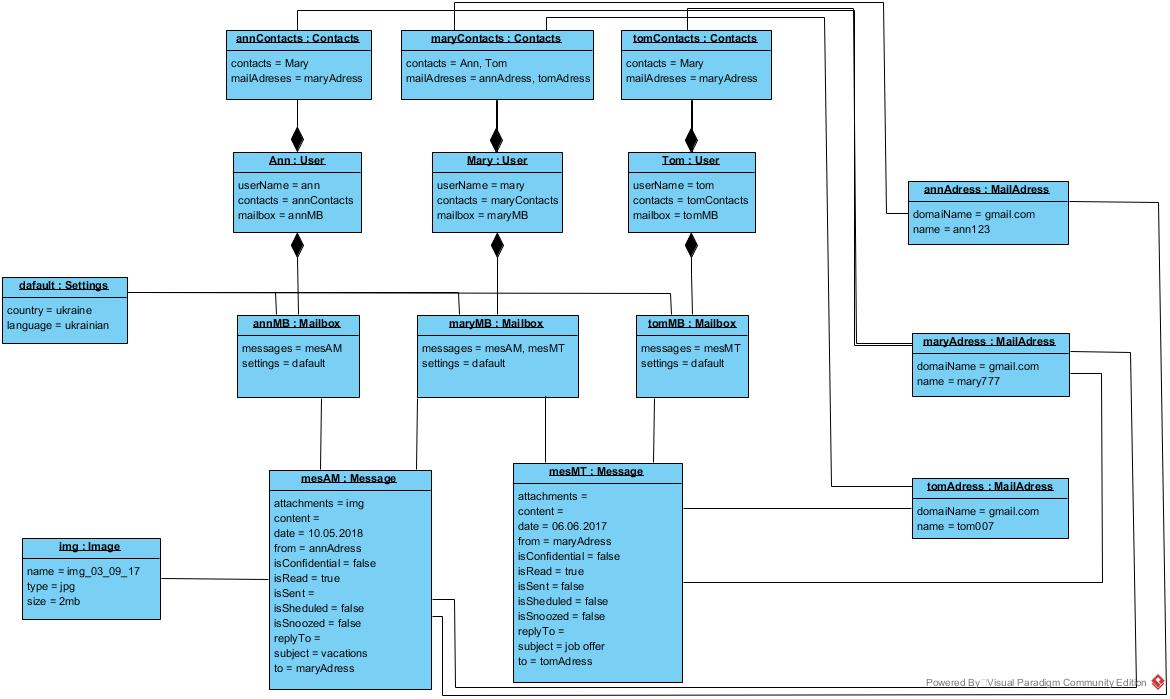 annContacts : Contacts
contacts = Mary
mailAdreses = maryAdress
maryContacts : Contacts
contacts = Ann, Tom
mailAdreses = annAdress, tomAdress
tomContacts : Contacts
contacts = Mary
mailAdreses = maryAdress
Ann : User
userName = ann
contacts = annContacts
mailbox = annMB
Mary : User
userName = mary
contacts = maryContacts
mailbox = maryMB
Tom : User
userName = tom
contacts = tomContacts
mailbox = tomMB
annAdress : MailAdress
domaiName = gmail.com
name = ann123
dafault : Settings
country = ukraine
language = ukrainian
annMB : Mailbox
messages = mesAM
settings = dafault
maryMB : Mailbox
messages = mesAM, mesMT
settings = dafault
tomMB : Mailbox
messages = mesMT
settings = dafault
maryAdress : MailAdress
domaiName = gmail.com
name = mary777
mesAM : Message
attachments = img
content =
date = 10.05.2018
from = annAdress
isConfidential = false
isRead = true
isSent =
isSheduled = false
isSnoozed = false
replyTo =
subject = vacations
to = maryAdress
mesMT : Message
attachments =
content =
date = 06.06.2017
from = maryAdress
isConfidential = false
isRead = true
isSent = false
isSheduled = false
isSnoozed = false
replyTo =
subject = job offer
to = tomAdress
tomAdress : MailAdress
domaiName = gmail.com
name = tom007
img : Image
name = img_03_09_17
type = jpg
size = 2mb
Powered By Visual Paradigm Community Edition